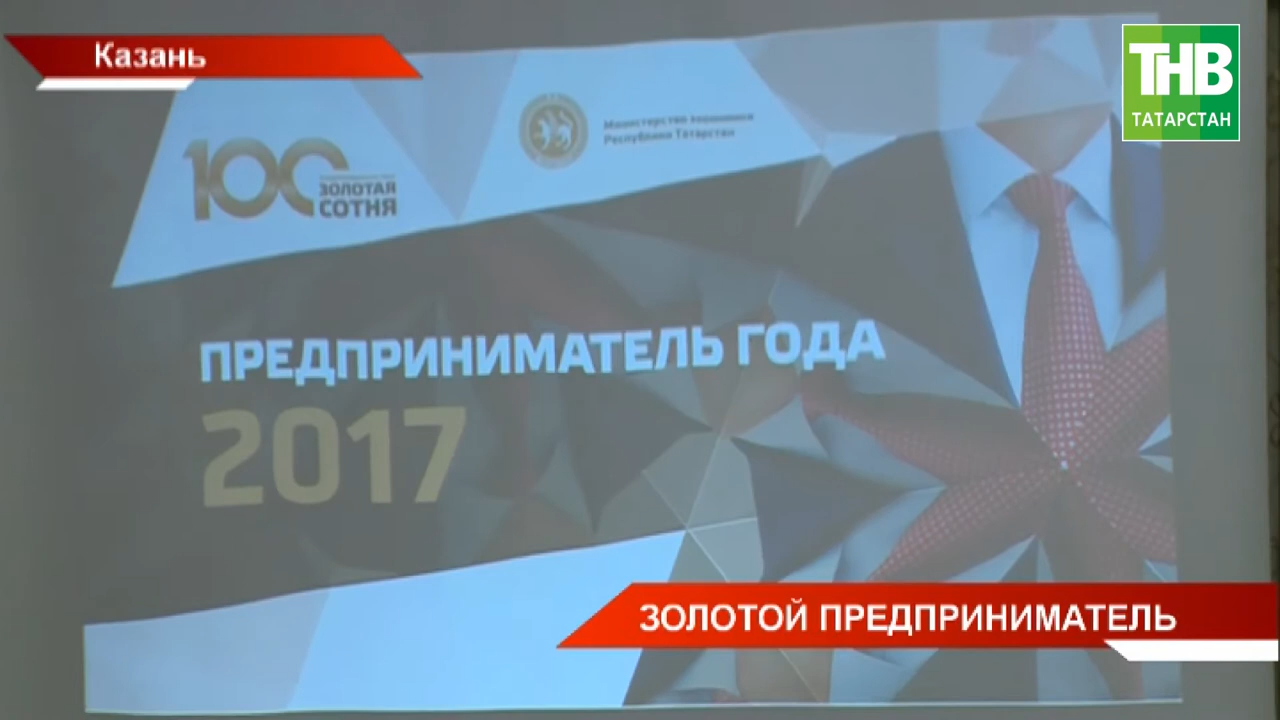 Казань
ТНВ
ТАТАРСТАН
100
ЗОЛОТАЯ
СОТНЯ
Министерство экономики
Республики Татарстан
ПРЕДПРИНИМАТЕЛЬ ГОДА
2017
ЗОЛОТОЙ ПРЕДПРИНИМАТЕЛЬ